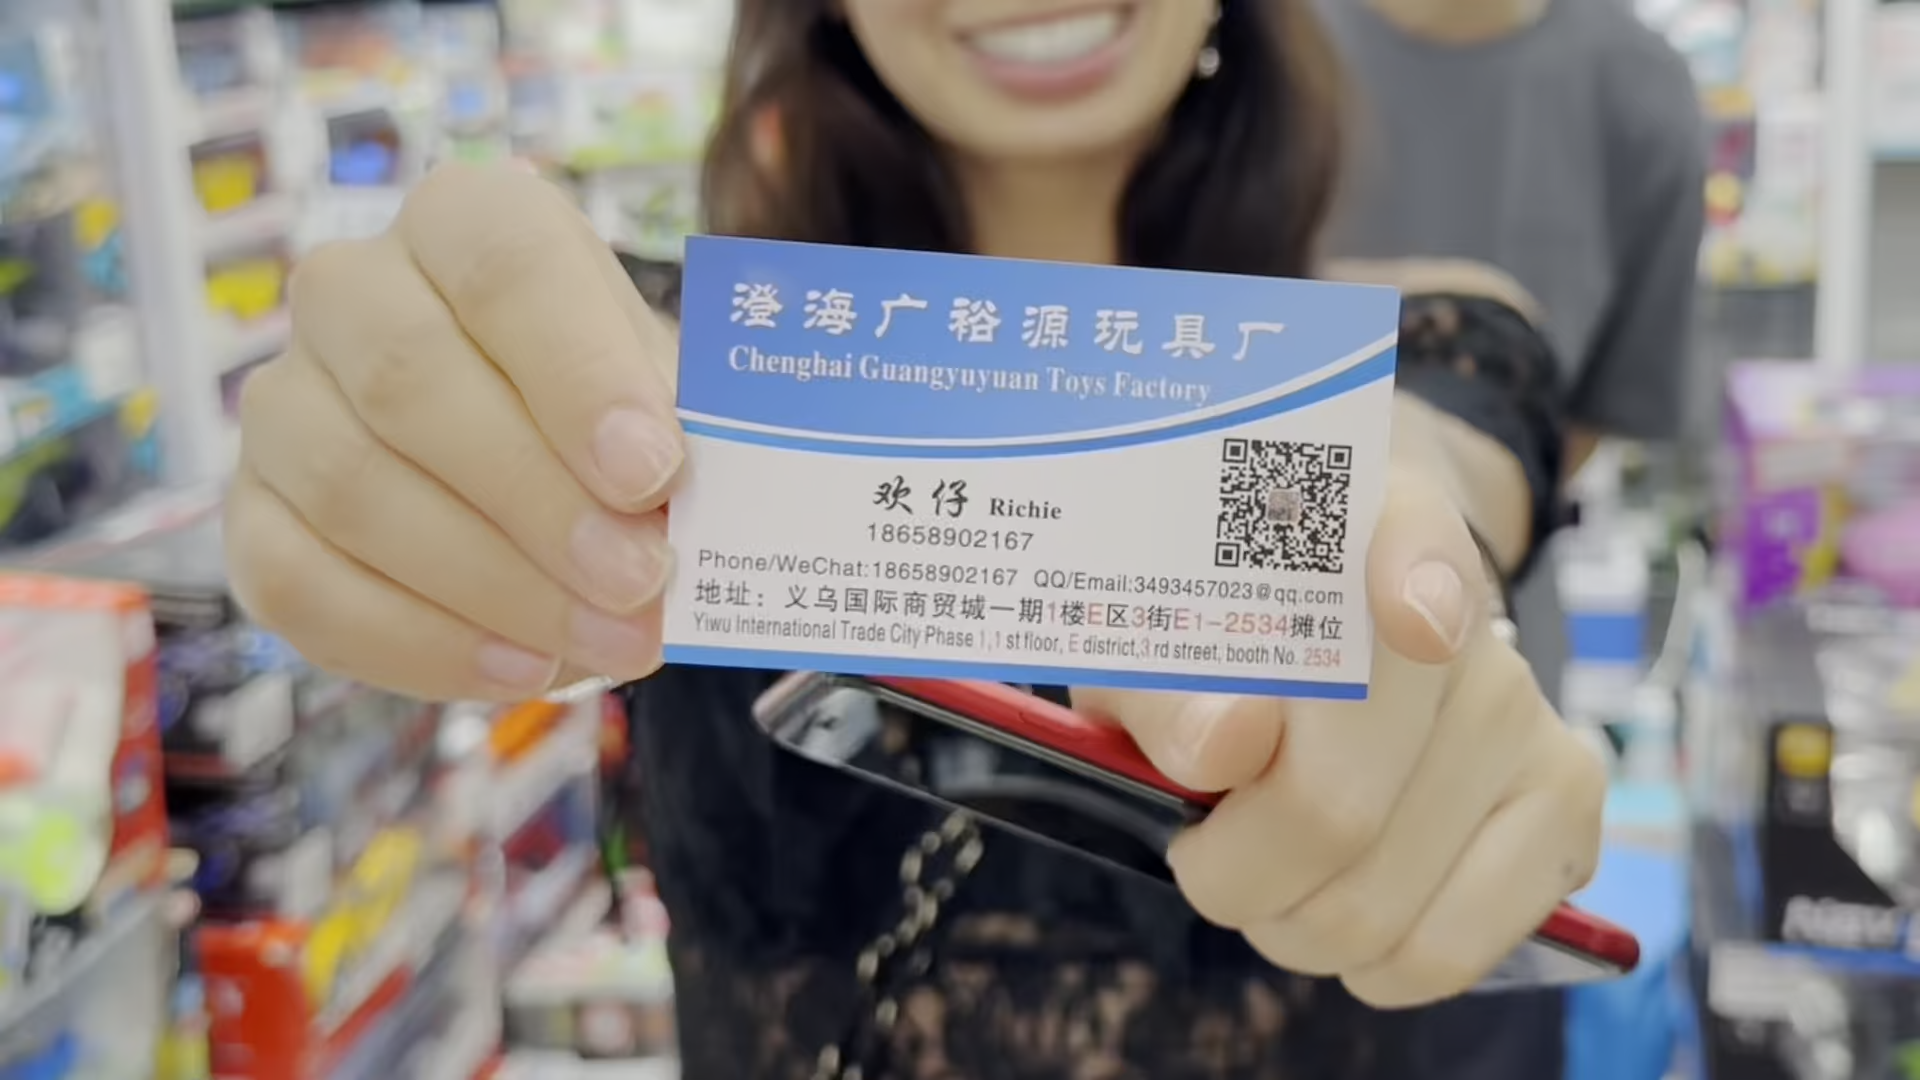 澄海广裕源玩具厂
Chenghai Guangyuyuan Toys Factory
欢仔 Richie
18658902167
Phone/WeChat:18658902167 QQ/Email:3493457023@qq.com
地址：义乌国际商贸城一期1楼E区3街E1-2534摊位
Yiwu International Trade City Phase 1,1 st floor, E district,3 rd street, booth No. 2534